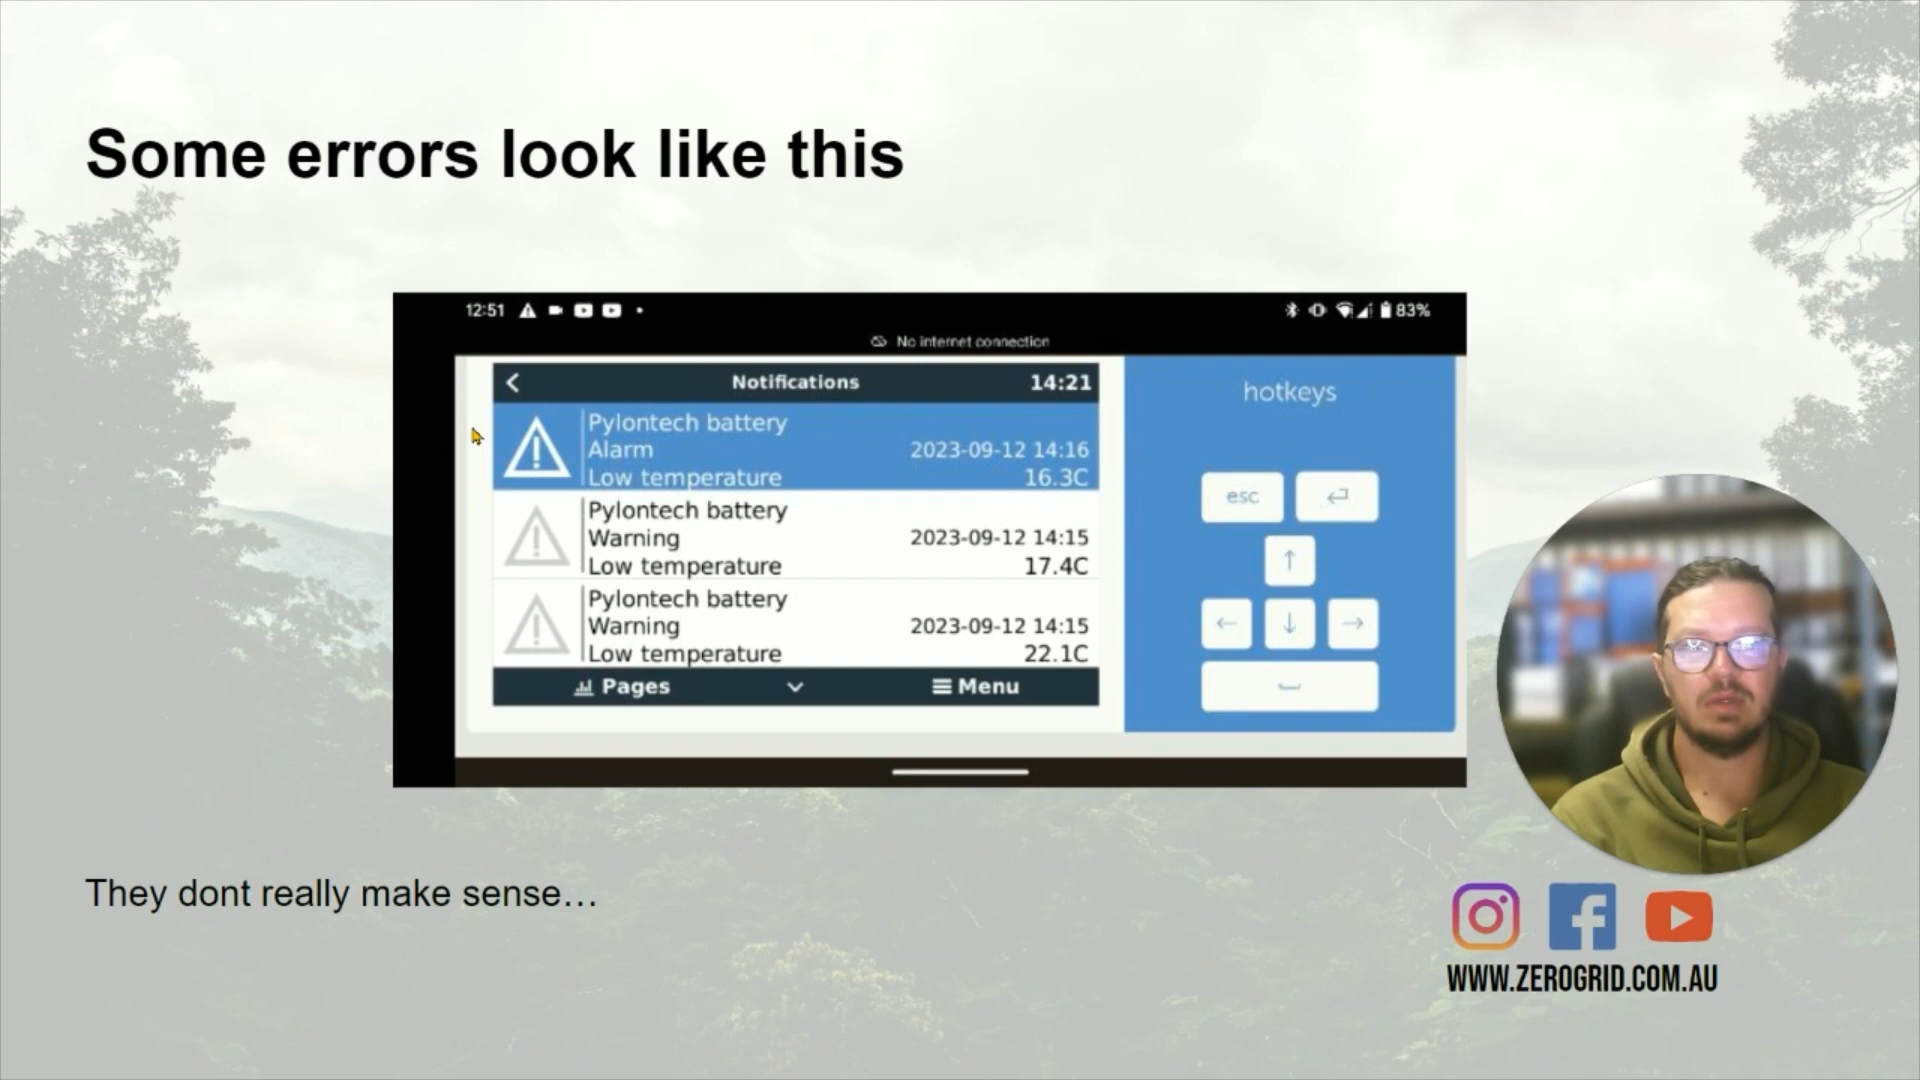 Some errors look like this
12:51
83%
No internet connection
Notifications 14:21
Pylontech battery
Alarm 2023-09-12 14:16
Low temperature 16.3C
Pylontech battery
Warning 2023-09-12 14:15
Low temperature 17.4C
Pylontech battery
Warning 2023-09-12 14:15
Low temperature 22.1C
Pages Menu
hotkeys
esc
They dont really make sense…
WWW.ZEROGRID.COM.AU